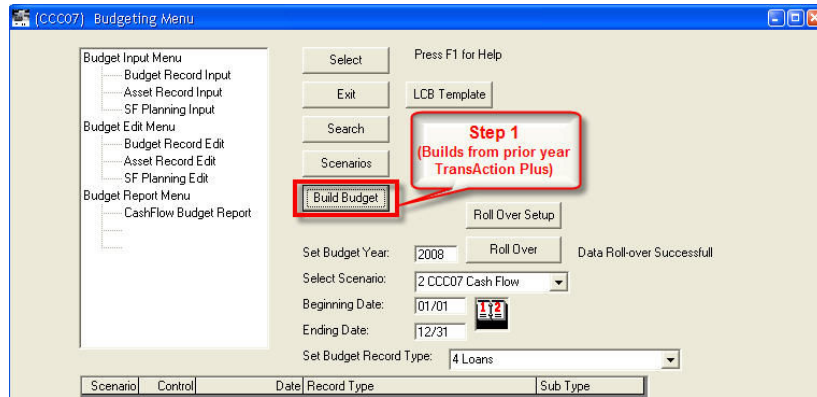 (CCC07) Budgeting Menu
Budget Input Menu
Budget Record Input
Asset Record Input
SF Planning Input
Budget Edit Menu
Budget Record Edit
Asset Record Edit
SF Planning Edit
Budget Report Menu
CashFlow Budget Report
Select
Press F1 for Help
Exit
LCB Template
Search
Scenarios
Build Budget
Step 1
(Builds from prior year
TransAction Plus)
Roll Over Setup
Set Budget Year:
2008
Roll Over
Data Roll-over Successfull
Select Scenario:
2 CCC07 Cash Flow
Beginning Date:
01/01
12
Ending Date:
12/31
Set Budget Record Type:
4 Loans
Scenario Control Date Record Type Sub Type